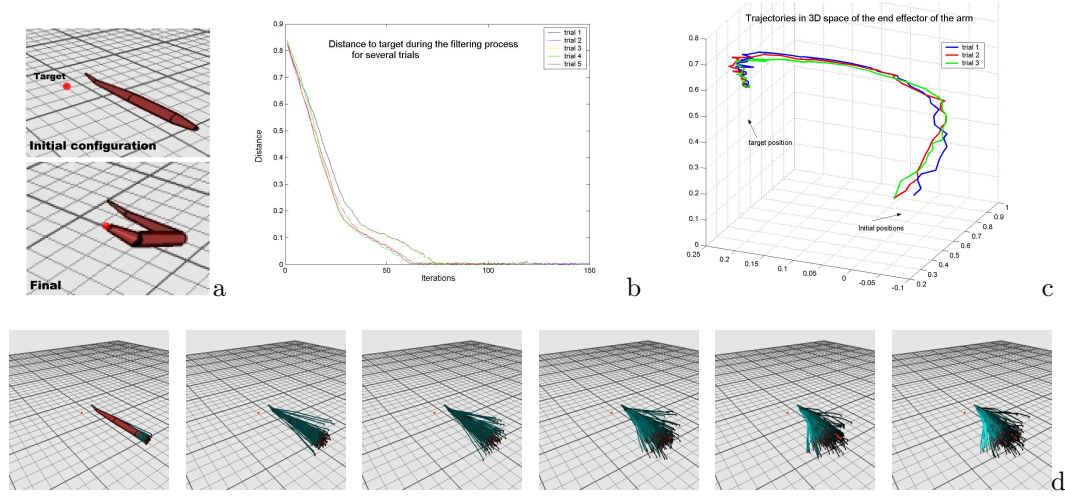 Target
Initial configuration
Final
a
Distance to target during the filtering process
for several trials
trial 1
trial 2
trial 3
trial 4
trial 5
Distance
0.9
0.8
0.7
0.6
0.5
0.4
0.3
0.2
0.1
0
0 50 100 150
Iterations
b
Trajectories in 3D space of the end effector of the arm
trial 1
trial 2
trial 3
target position
Initial positions
0.8
0.7
0.6
0.5
0.4
0.3
0.2
0.1
0
0.25 0.2 0.15 0.1 0.05 0 -0.05 -0.1
0.2 0.3 0.4 0.5 0.6 0.7 0.8 0.9 1
c
d